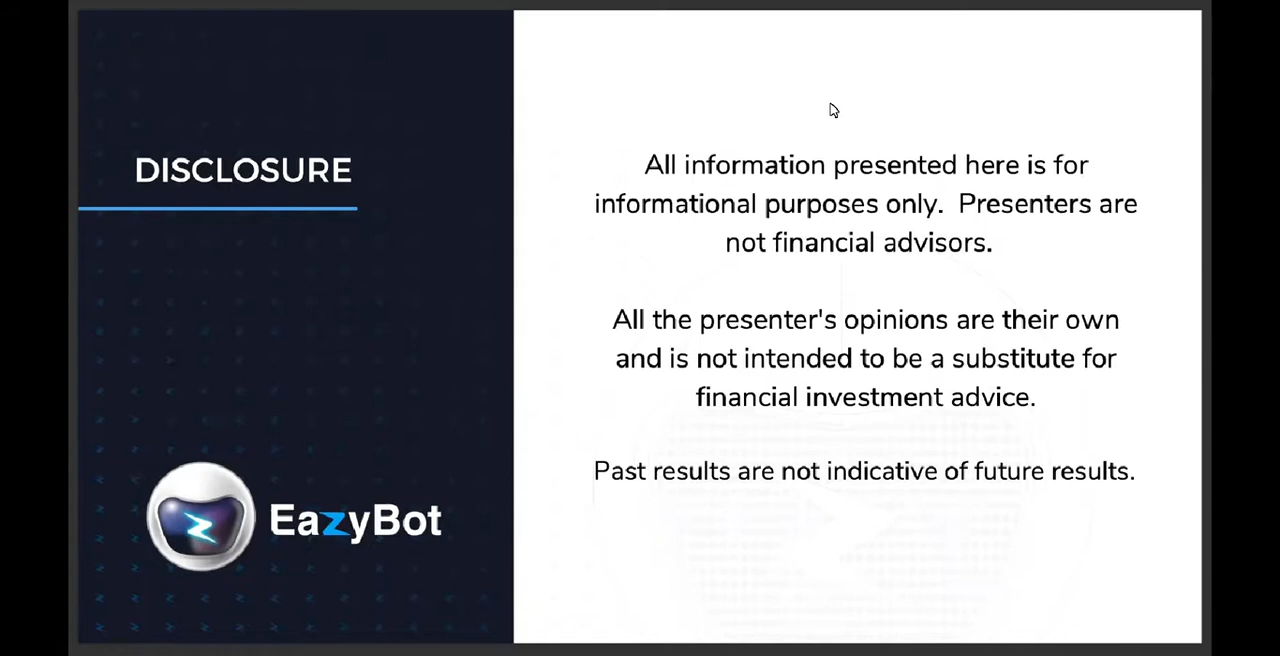 DISCLOSURE
EazyBot
All information presented here is for
informational purposes only.  Presenters are
not financial advisors.
All the presenter's opinions are their own
and is not intended to be a substitute for
financial investment advice.
Past results are not indicative of future results.